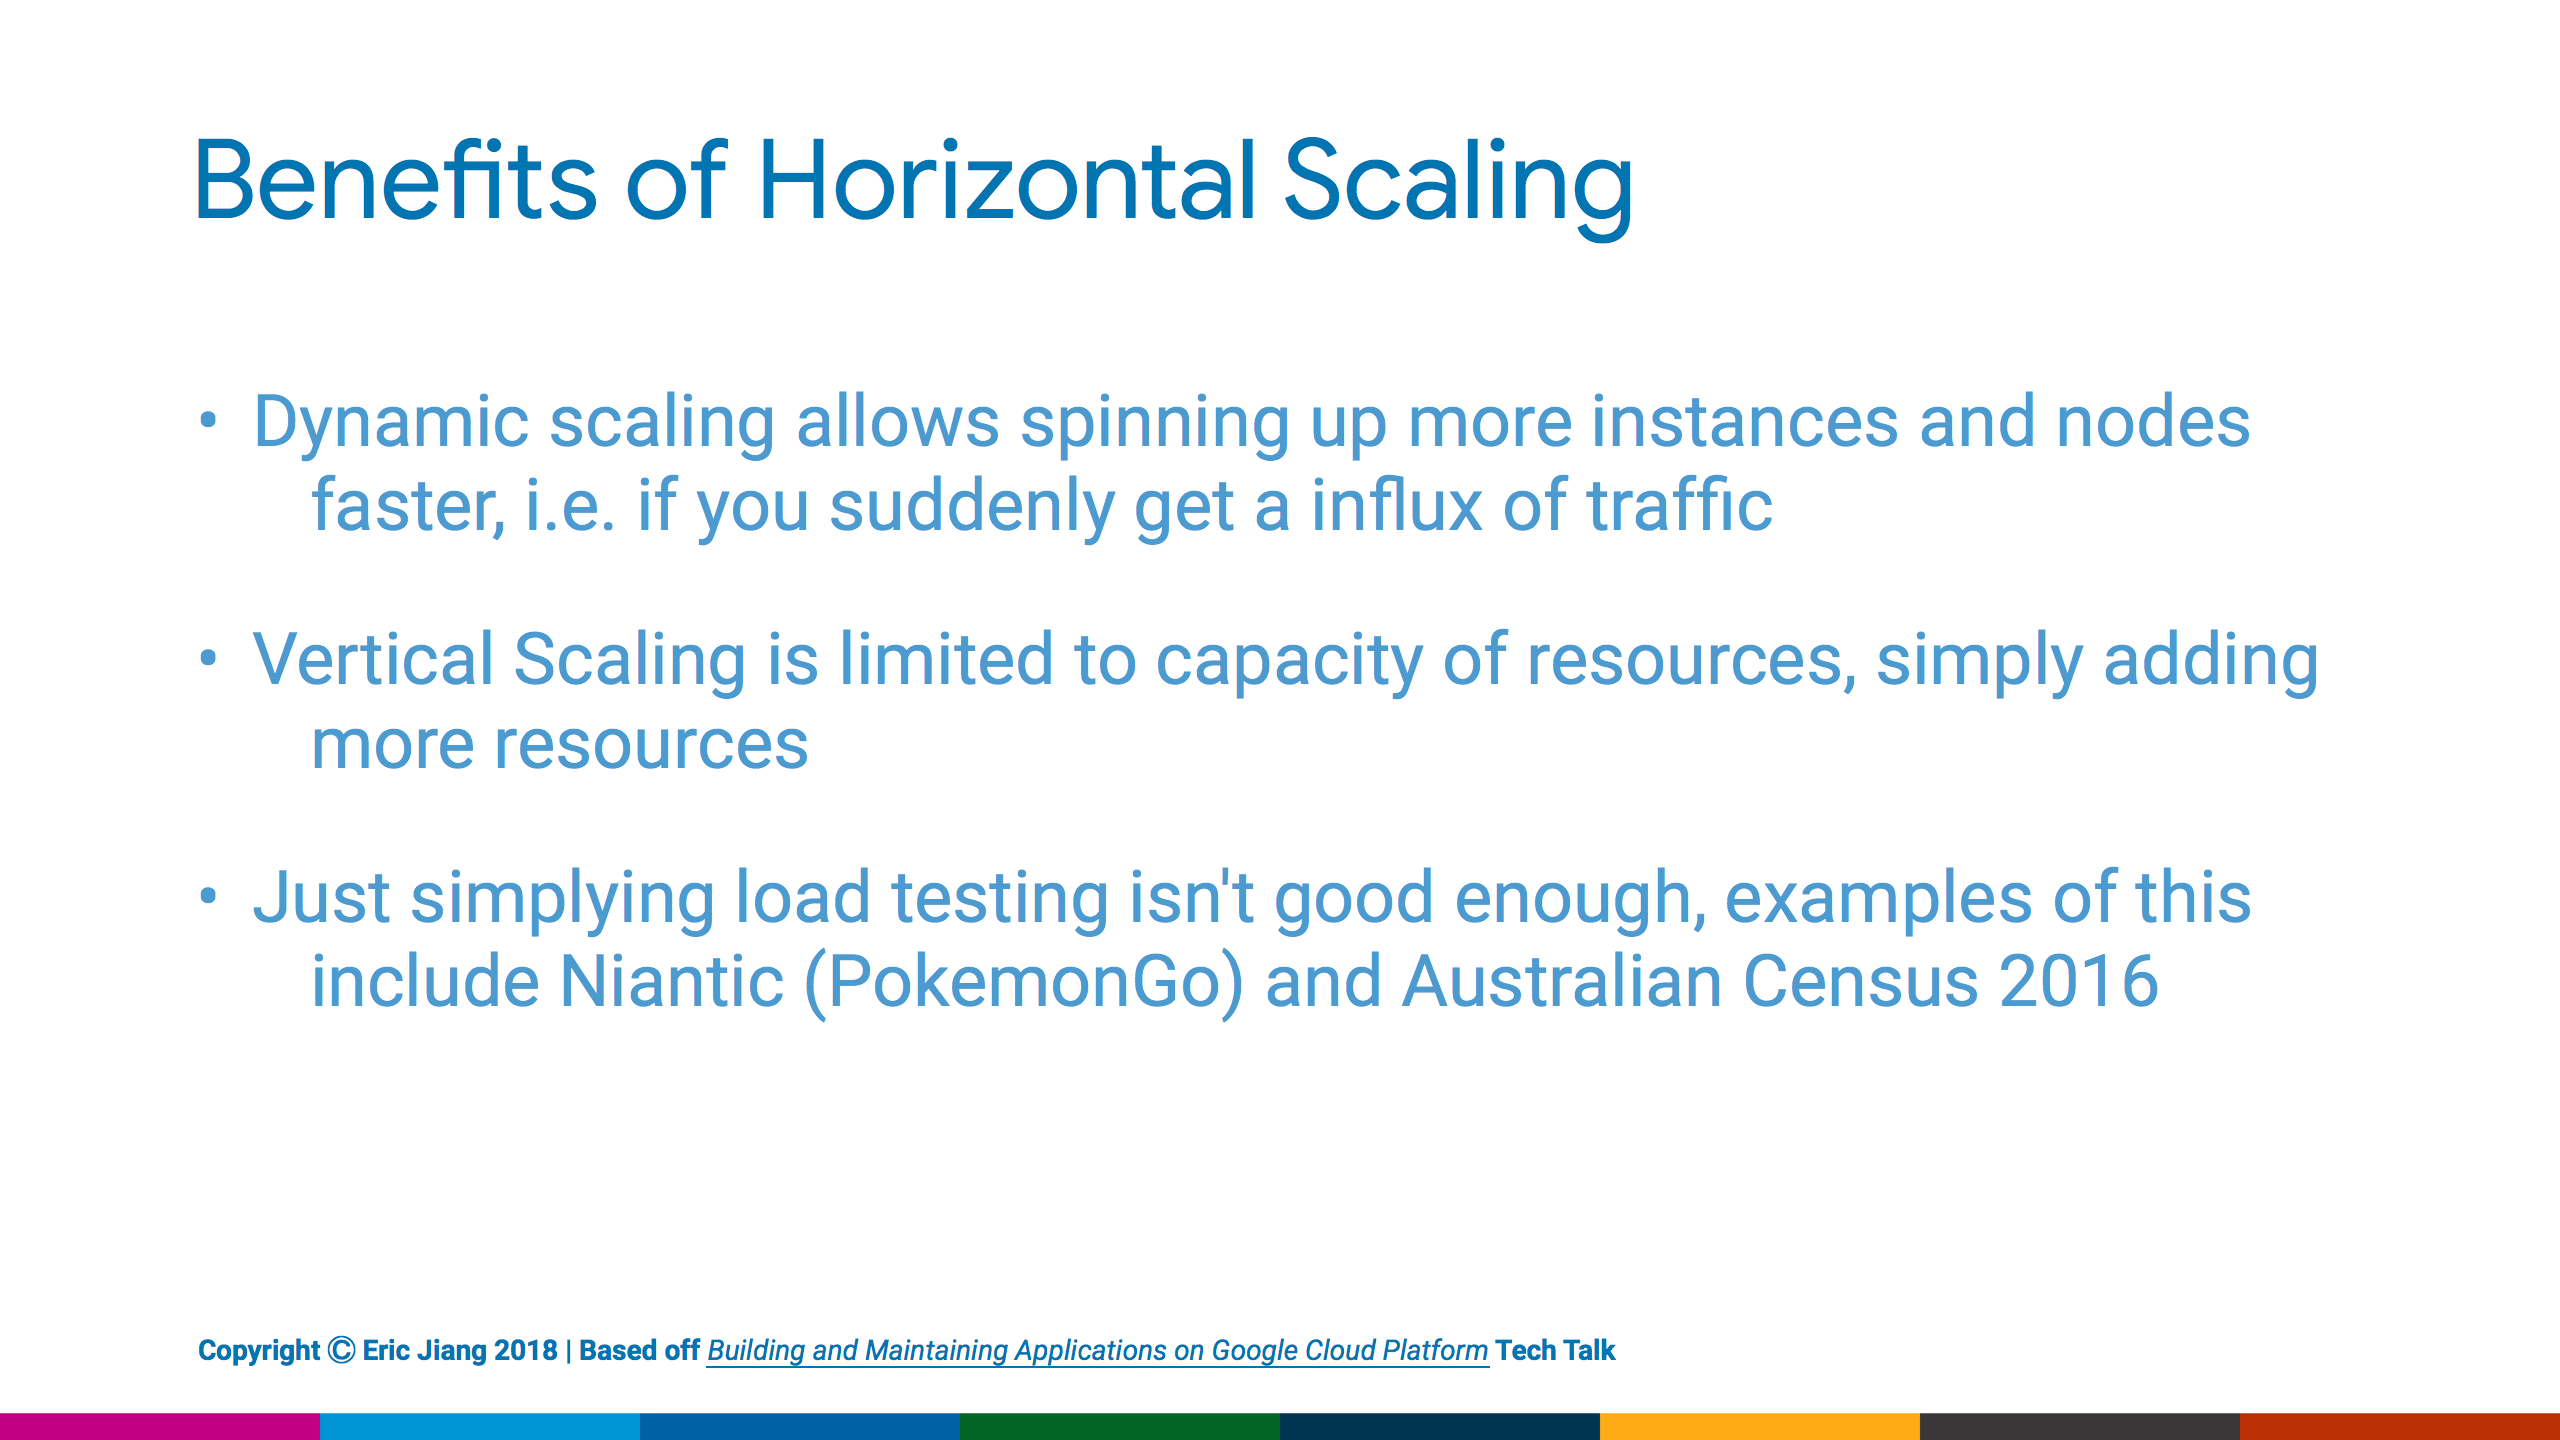 Benefits of Horizontal Scaling
• Dynamic scaling allows spinning up more instances and nodes
faster, i.e. if you suddenly get a influx of traffic
• Vertical Scaling is limited to capacity of resources, simply adding
more resources
• Just simplying load testing isn't good enough, examples of this
include Niantic (PokemonGo) and Australian Census 2016
Copyright © Eric Jiang 2018 | Based off Building and Maintaining Applications on Google Cloud Platform Tech Talk